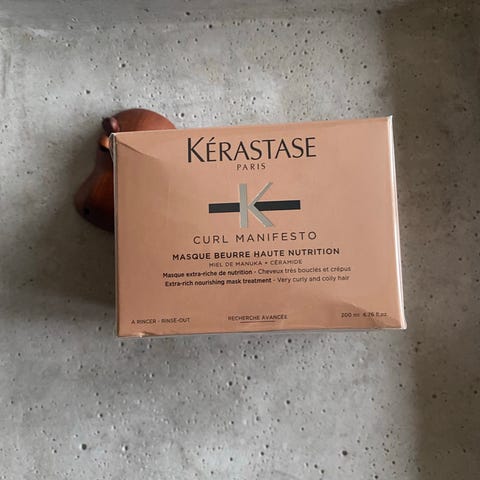 KÉRASTASE
PARIS
K
CURL MANIFESTO
MASQUE BEURRE HAUTE NUTRITION
MIEL DE MANUKA + CÉRAMIDE
Masque extra-riche de nutrition - Cheveux très bouclés et crépus
Extra-rich nourishing mask treatment - Very curly and coily hair
A RINCER - RINSE-OUT RECHERCHE AVANCÉE 200 ml 6.76 fl.oz